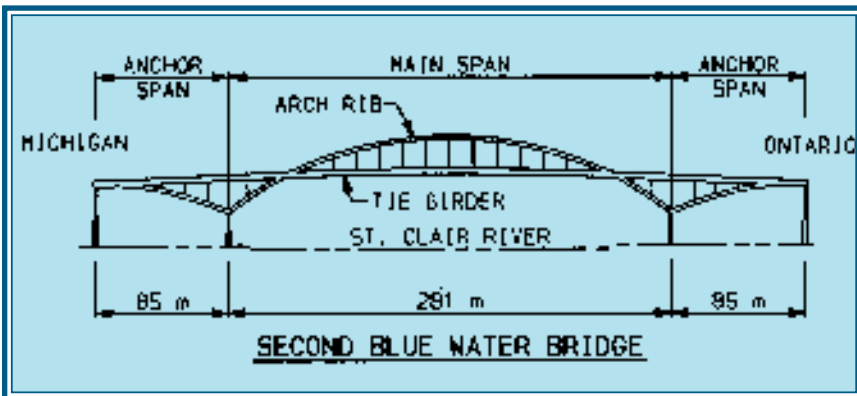 ANCHOR
SPAN
MAIN SPAN
ANCHOR
SPAN
ARCH RIB
MICHIGAN
ONTARIO
TIE GIRDER
ST. CLAIR RIVER
85 m
281 m
85 m
SECOND BLUE WATER BRIDGE